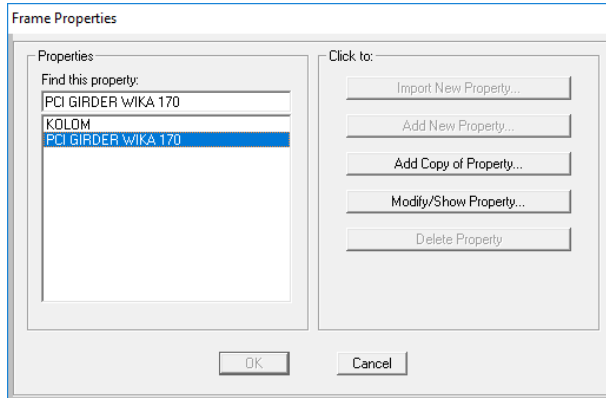 Frame Properties
Properties
Find this property:
PCI GIRDER WIKA 170
KOLOM
PCI GIRDER WIKA 170
Click to:
Import New Property...
Add New Property...
Add Copy of Property...
Modify/Show Property...
Delete Property
OK
Cancel